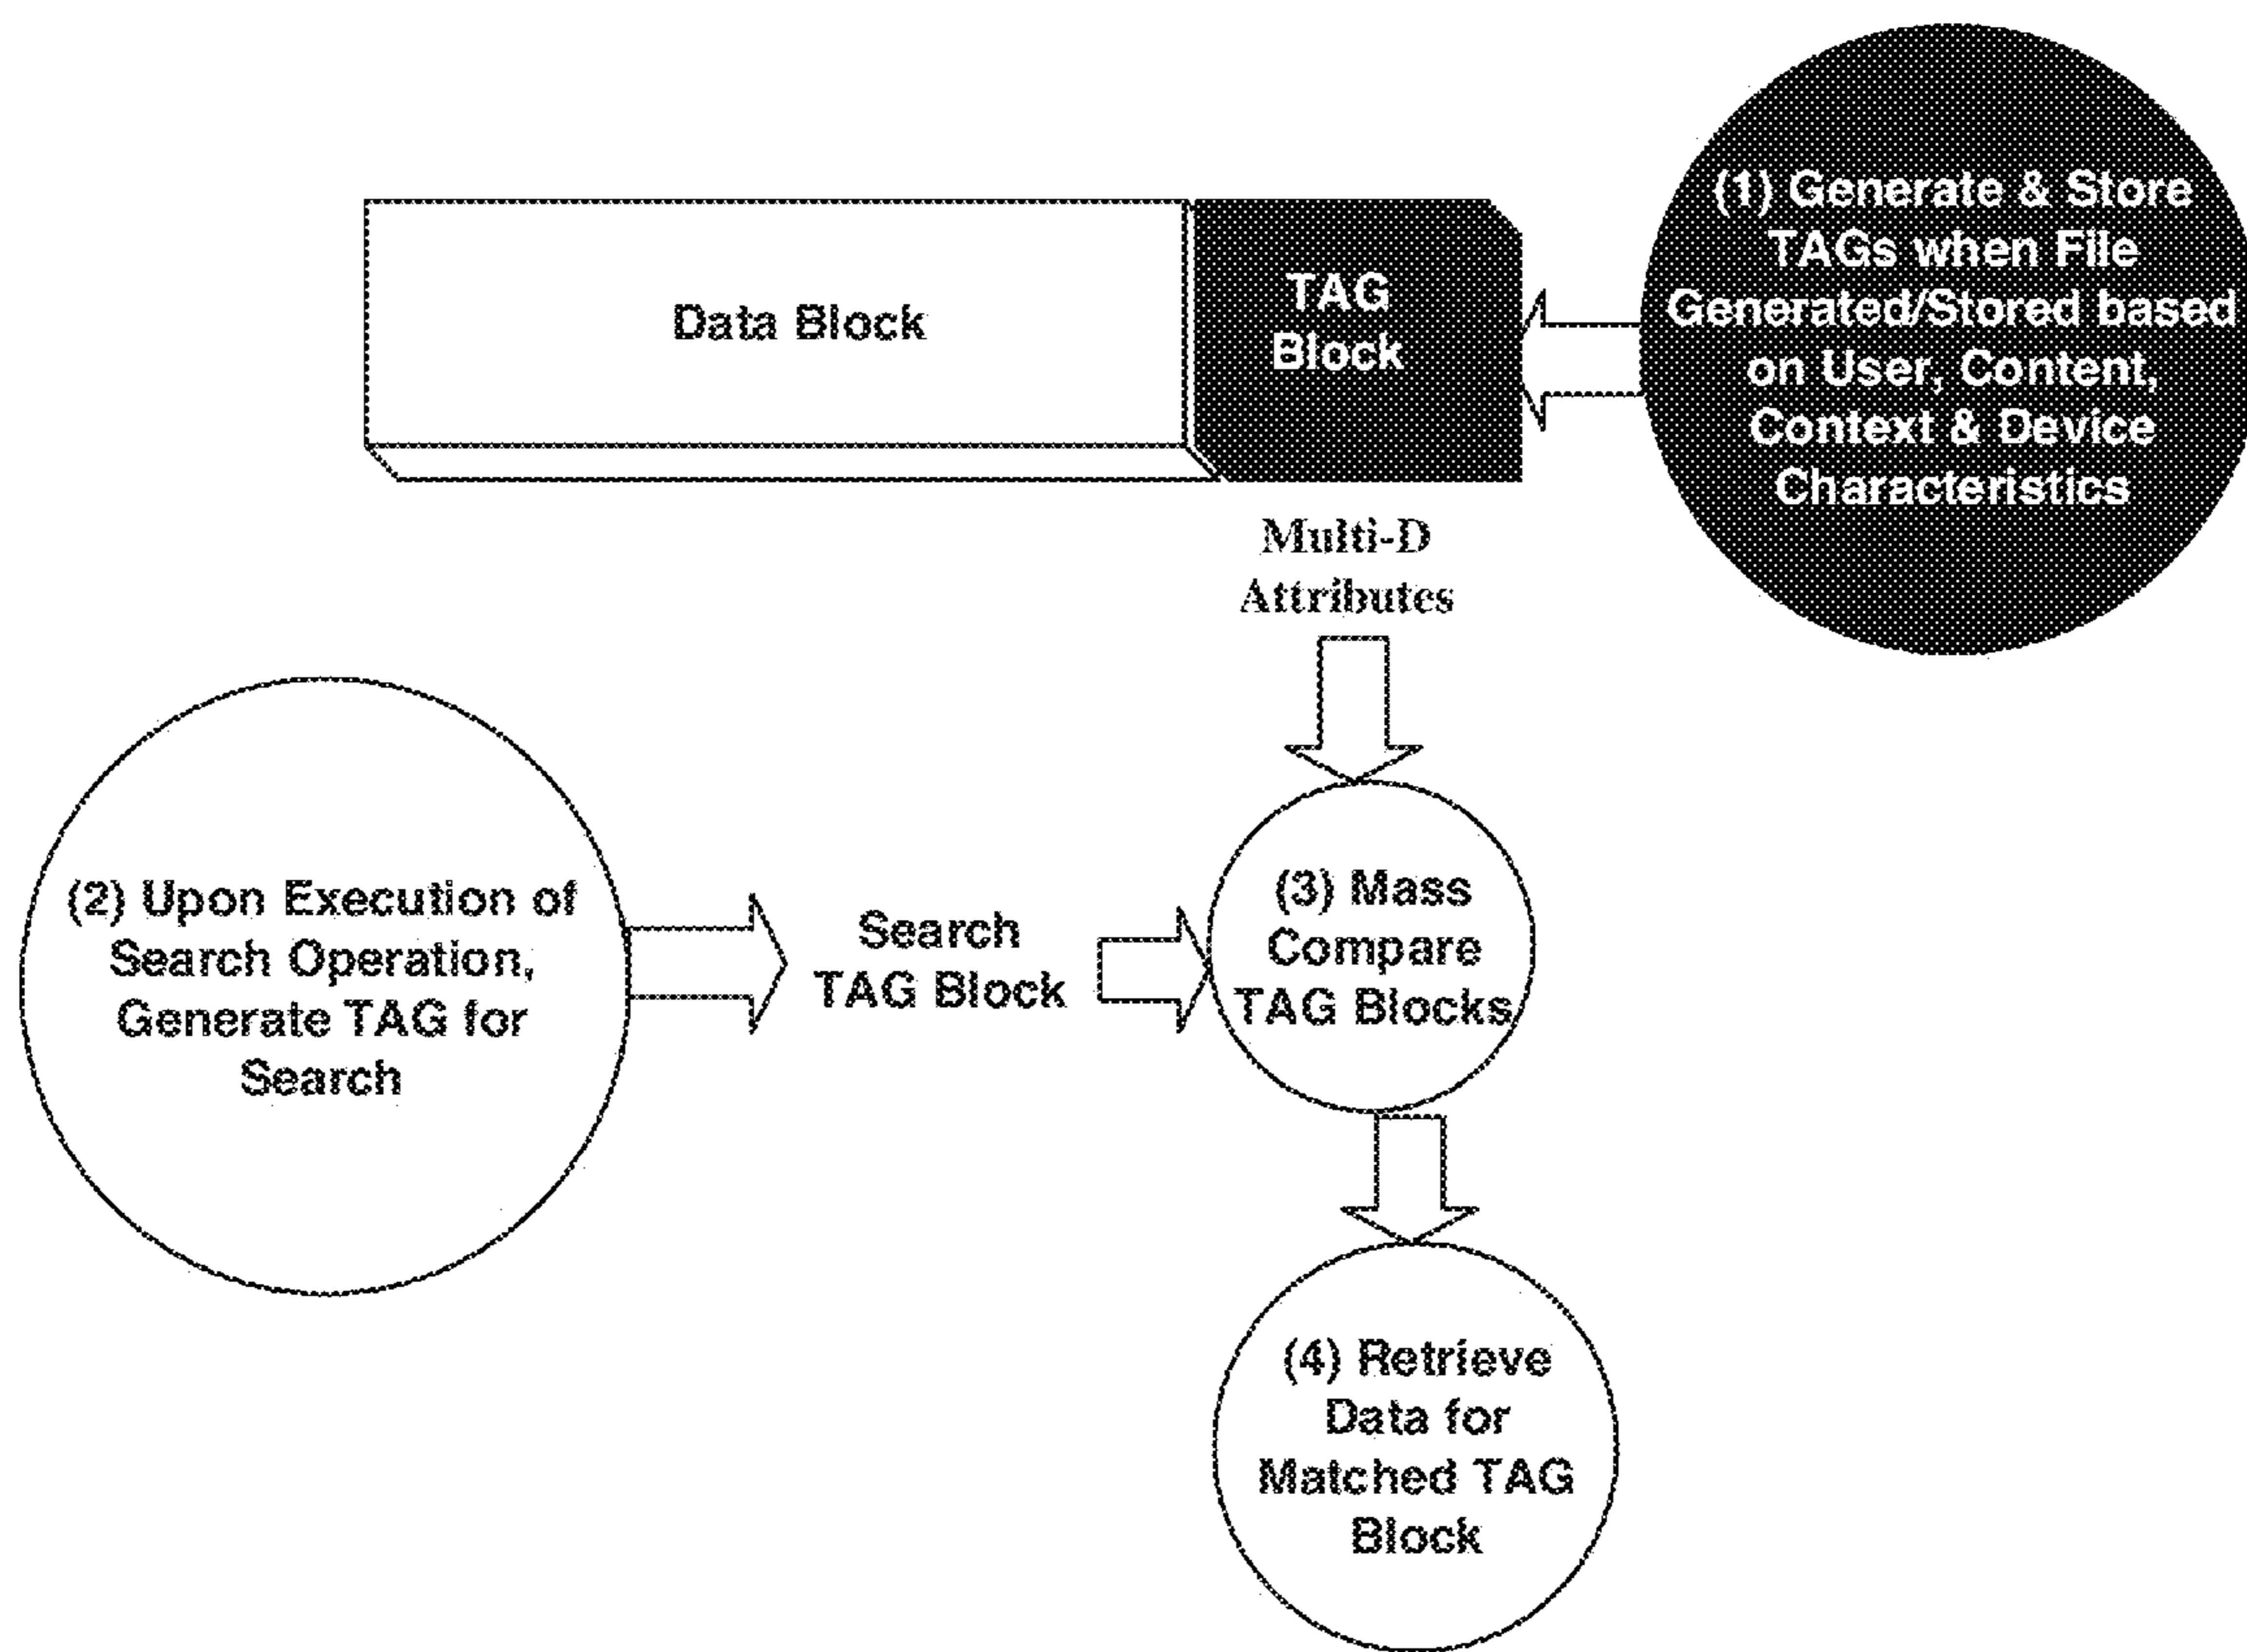 (1) Generate & Store
TAGs when File
Generated/Stored based
on User, Content,
Context & Device
Characteristics
Data Block
TAG
Block
Multi-D
Attributes
(2) Upon Execution of
Search Operation,
Generate TAG for
Search
Search
TAG Block
(3) Mass
Compare
TAG Blocks
(4) Retrieve
Data for
Matched TAG
Block